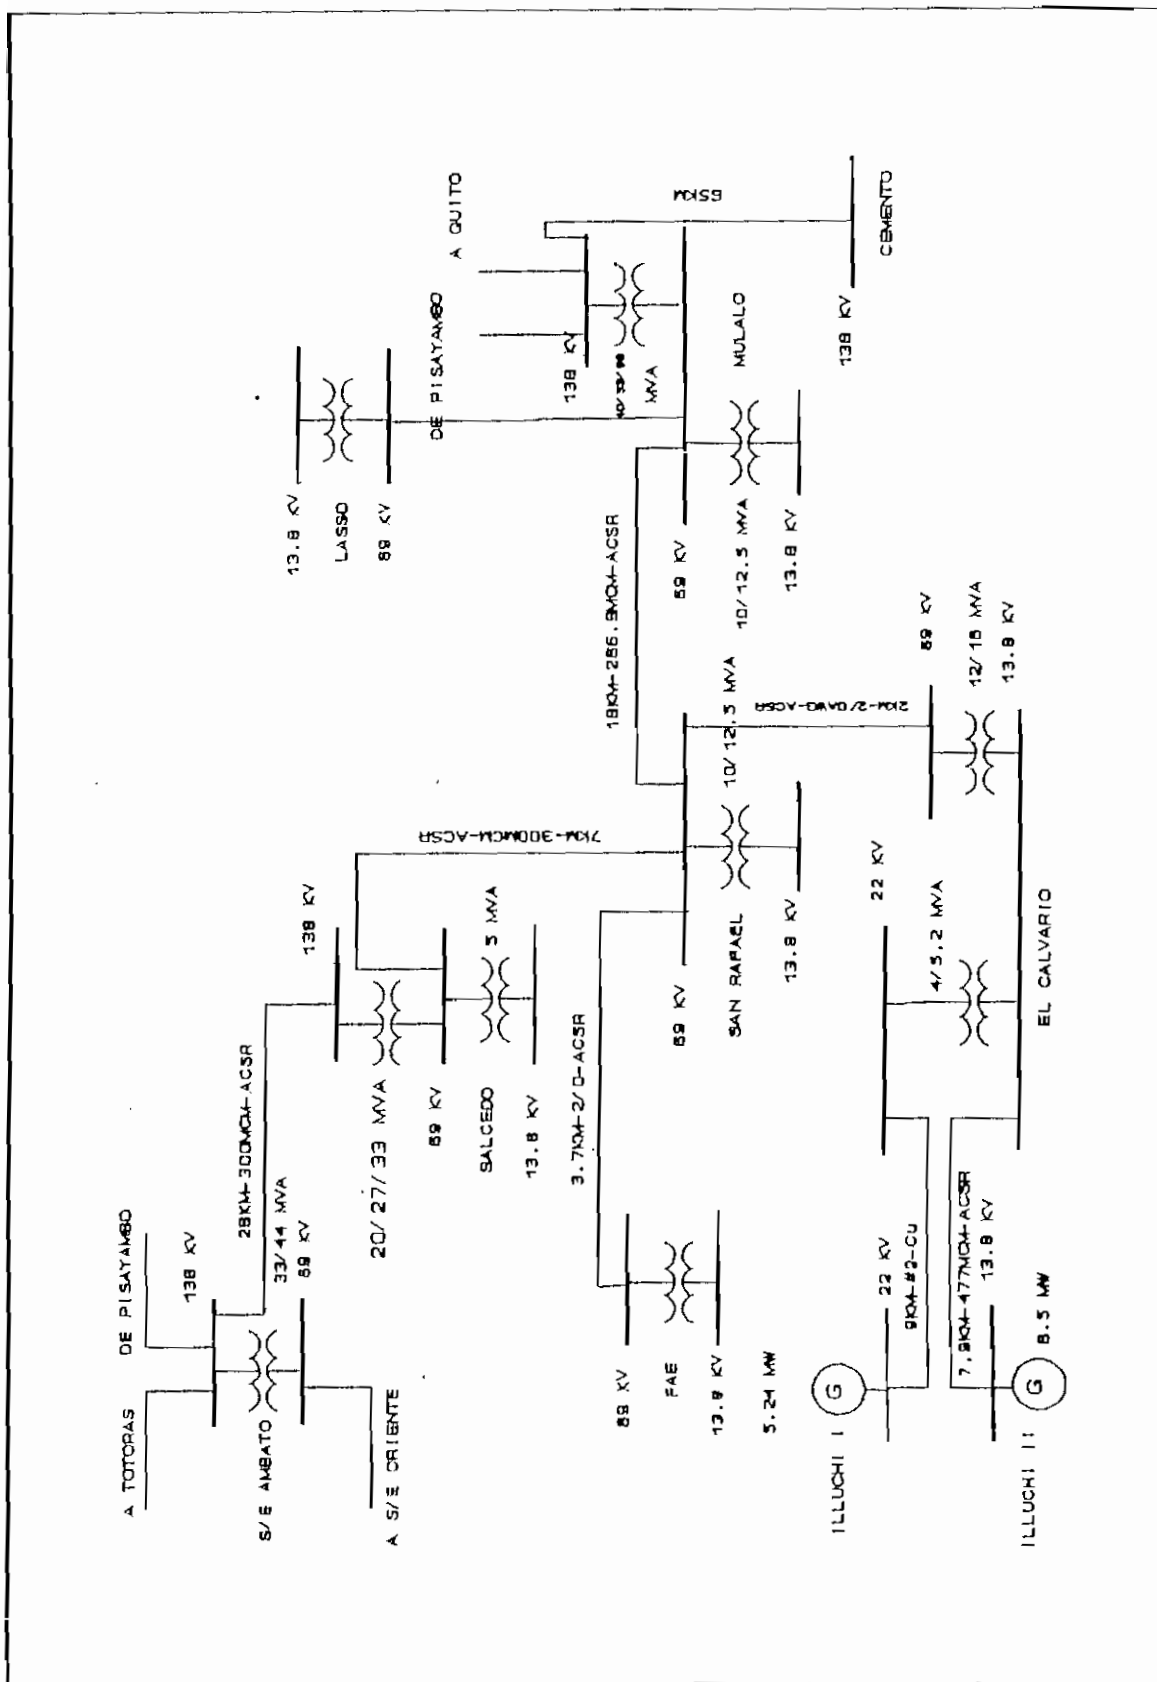 A TOTORAS
DE PISAYAMBO
138 KV
S/E AMBATO
33/44 MVA
69 KV
A S/E ORIENTE
28KM-300MCM-ACSR
138 KV
20/27/33 MVA
69 KV
SALCEDO
5 MVA
13.8 KV
7KM-300MCM-ACSR
13.8 KV
LASSO
69 KV
DE PISAYAMBO
A QUITO
138 KV
MVA
65KM
138 KV
CEMENTO
69 KV
MULALO
10/12.5 MVA
13.8 KV
18KM-266.8MCM-ACSR
3.7KM-2/0-ACSR
69 KV
SAN RAFAEL
10/12.5 MVA
13.8 KV
2KM-2/0AWG-ACSR
69 KV
FAE
13.8 KV
5.24 MW
69 KV
12/15 MVA
13.8 KV
22 KV
4/5.2 MVA
EL CALVARIO
ILLUCHI I
G
22 KV
9KM-#2-Cu
7.9KM-477MCM-ACSR
13.8 KV
ILLUCHI II
G
8.5 MW